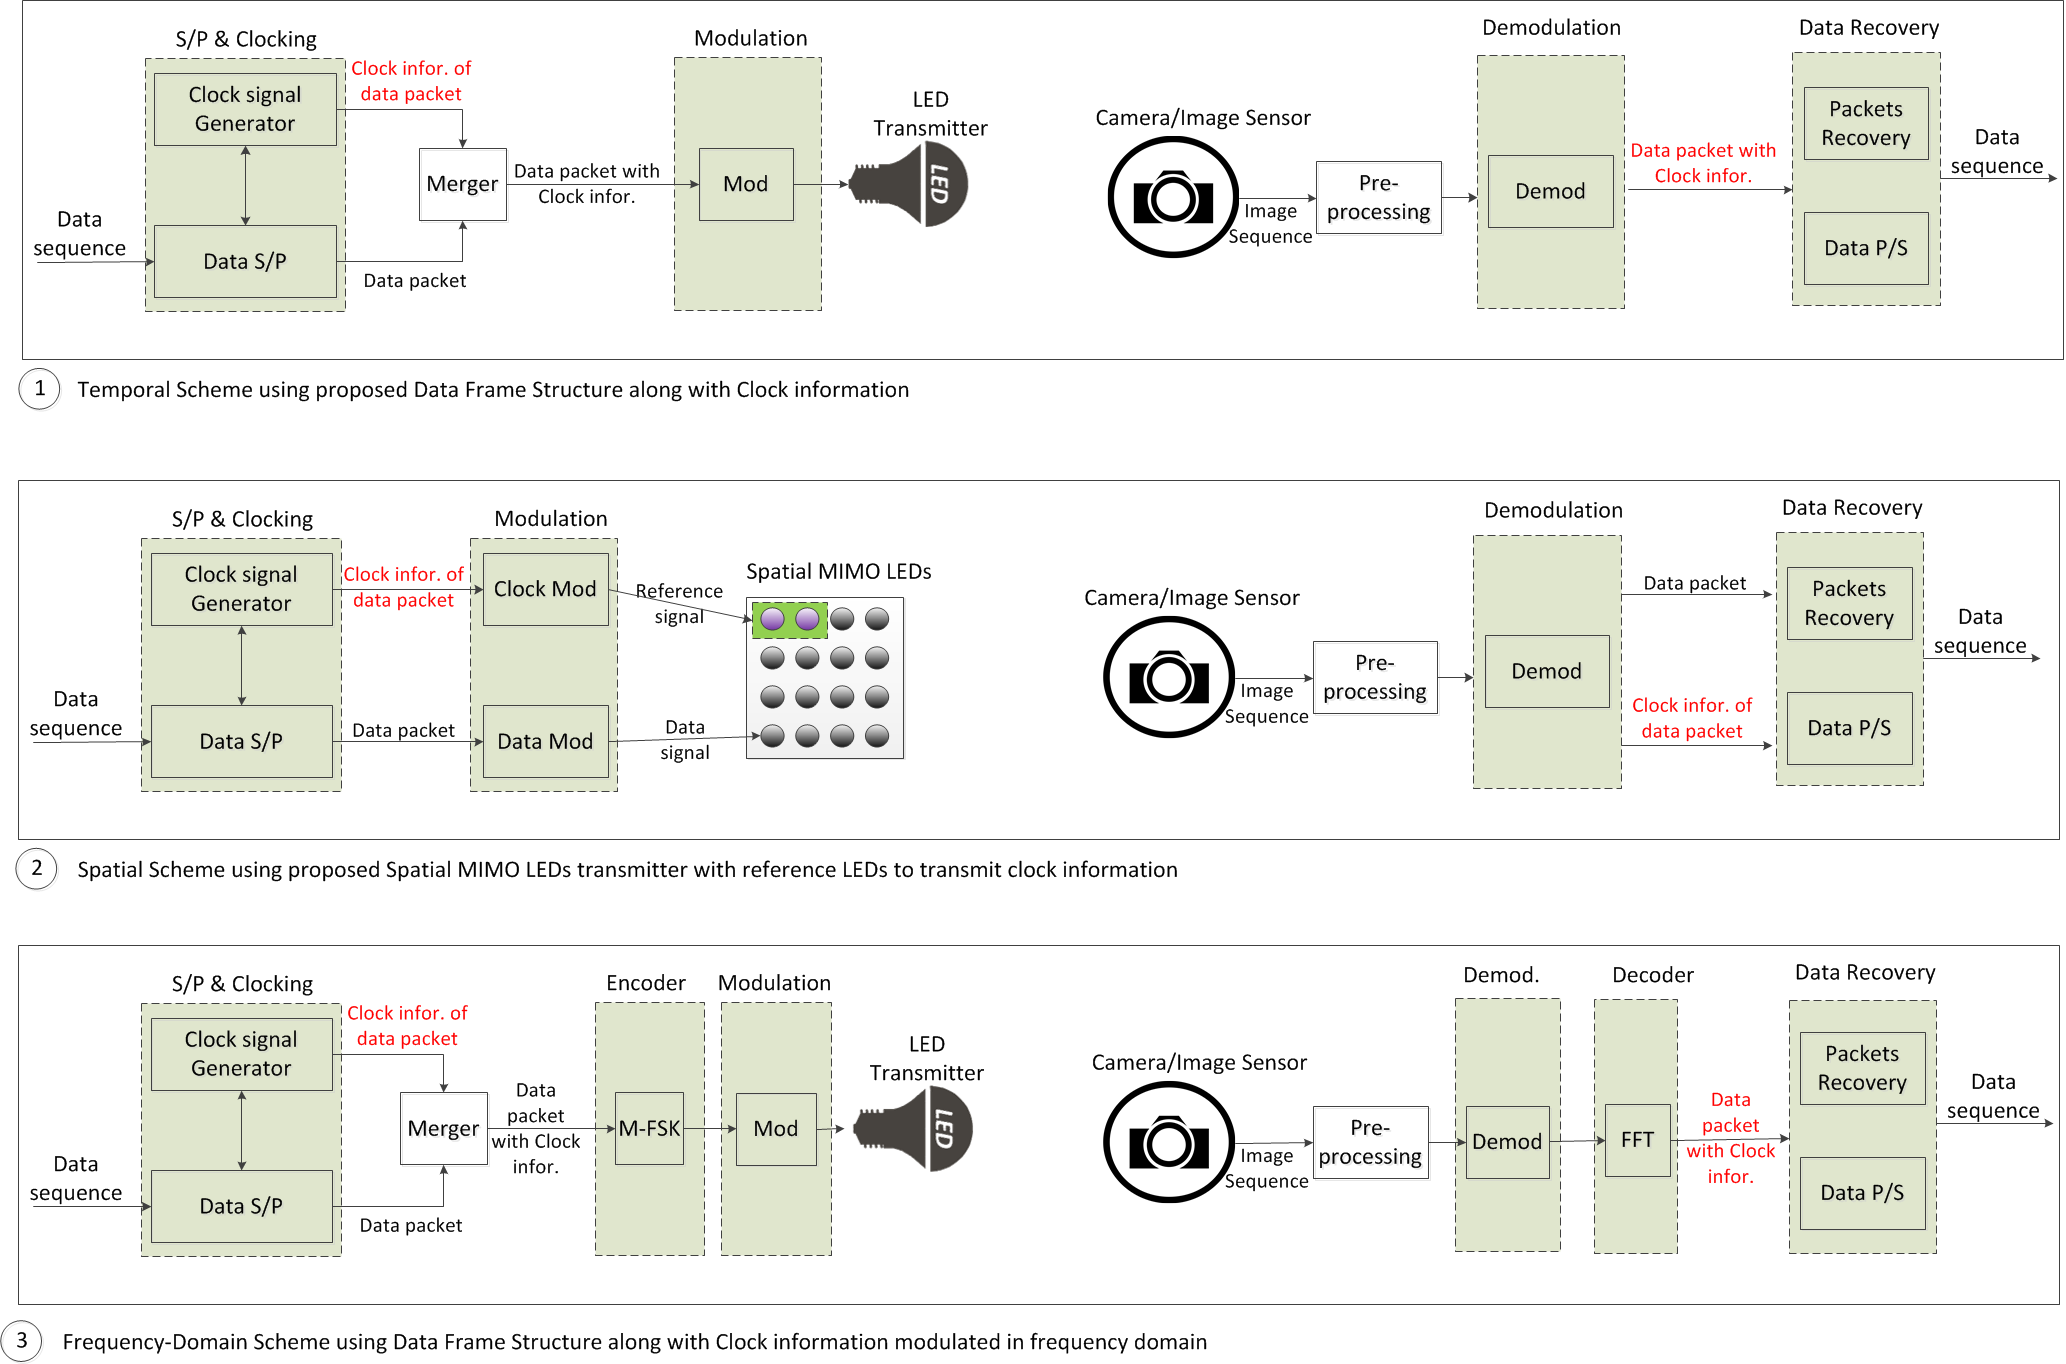 S/P & Clocking
Clock signal
Generator
Clock infor. of
data packet
Data
sequence
Data S/P
Data packet
Merger
Data packet with
Clock infor.
Modulation
Mod
LED
Transmitter
LED
Camera/Image Sensor
Image
Sequence
Pre-
processing
Demodulation
Demod
Data packet with
Clock infor.
Data Recovery
Packets
Recovery
Data P/S
Data
sequence
1 Temporal Scheme using proposed Data Frame Structure along with Clock information
S/P & Clocking
Clock signal
Generator
Clock infor. of
data packet
Data
sequence
Data S/P
Data packet
Modulation
Clock Mod
Data Mod
Reference
signal
Data
signal
Spatial MIMO LEDs
Camera/Image Sensor
Image
Sequence
Pre-
processing
Demodulation
Demod
Data packet
Clock infor. of
data packet
Data Recovery
Packets
Recovery
Data P/S
Data
sequence
2 Spatial Scheme using proposed Spatial MIMO LEDs transmitter with reference LEDs to transmit clock information
S/P & Clocking
Clock signal
Generator
Clock infor. of
data packet
Data
sequence
Data S/P
Data packet
Merger
Data
packet
with Clock
infor.
Encoder
M-FSK
Modulation
Mod
LED
Transmitter
LED
Camera/Image Sensor
Image
Sequence
Pre-
processing
Demod.
Demod
Decoder
FFT
Data
packet
with Clock
infor.
Data Recovery
Packets
Recovery
Data P/S
Data
sequence
3 Frequency-Domain Scheme using Data Frame Structure along with Clock information modulated in frequency domain